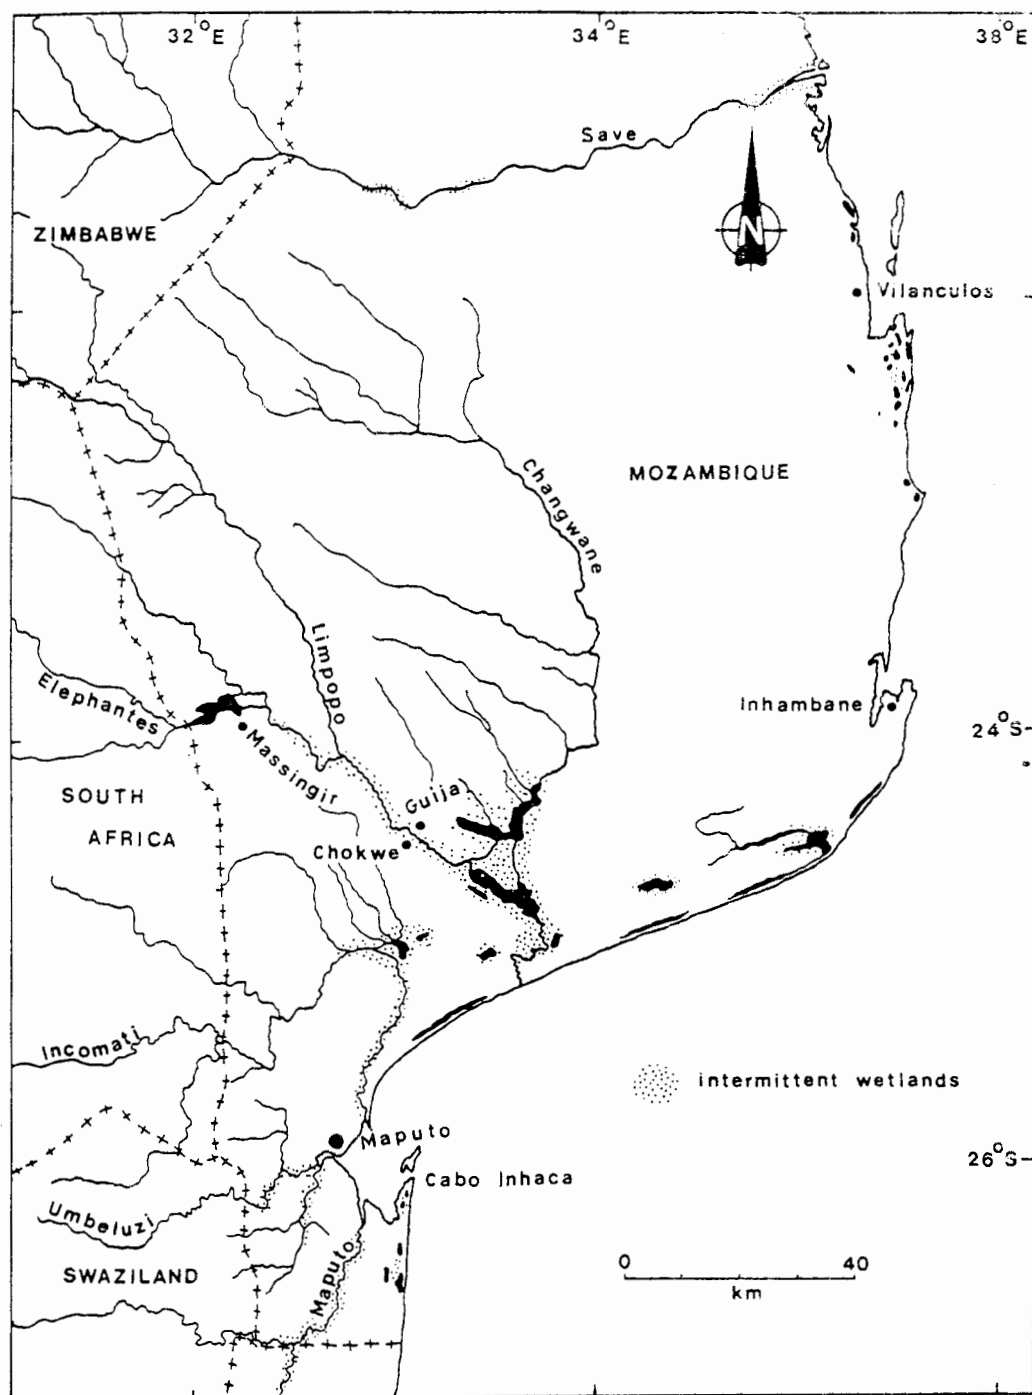 32°E
34°E
38°E
Save
ZIMBABWE
N
Vilanculos
Changwane
MOZAMBIQUE
Limpopo
Elephantes
Inhambane
24°S
Massingir
SOUTH
AFRICA
Guija
Chokwe
Incomati
intermittent wetlands
Maputo
26°S
Cabo Inhaca
Umbeluzi
Maputo
SWAZILAND
0 40
km